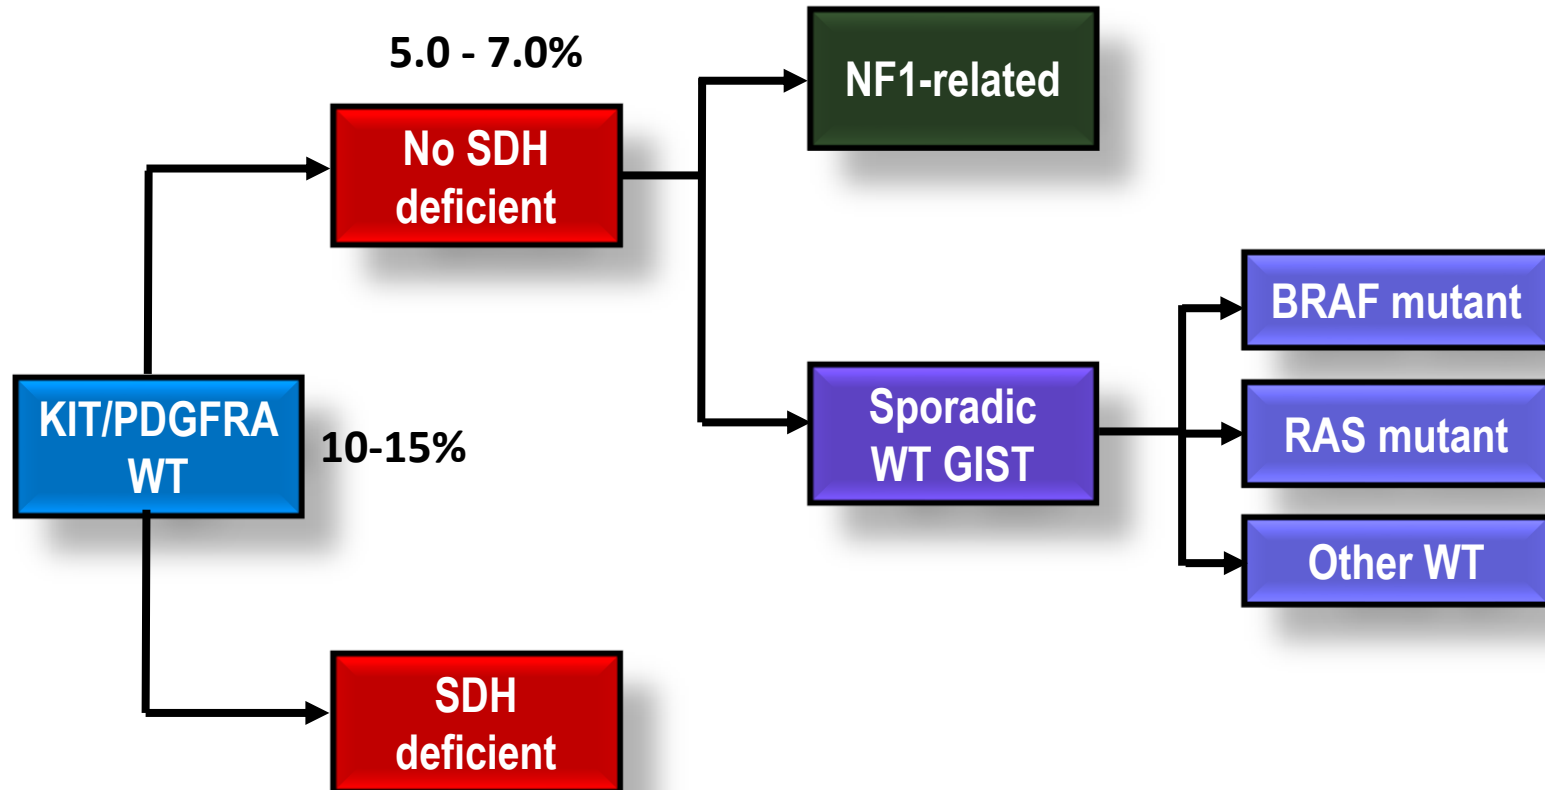 5.0 - 7.0%
No SDH
deficient
NF1-related
KIT/PDGFRA
WT
10-15%
Sporadic
WT GIST
BRAF mutant
RAS mutant
Other WT
SDH
deficient